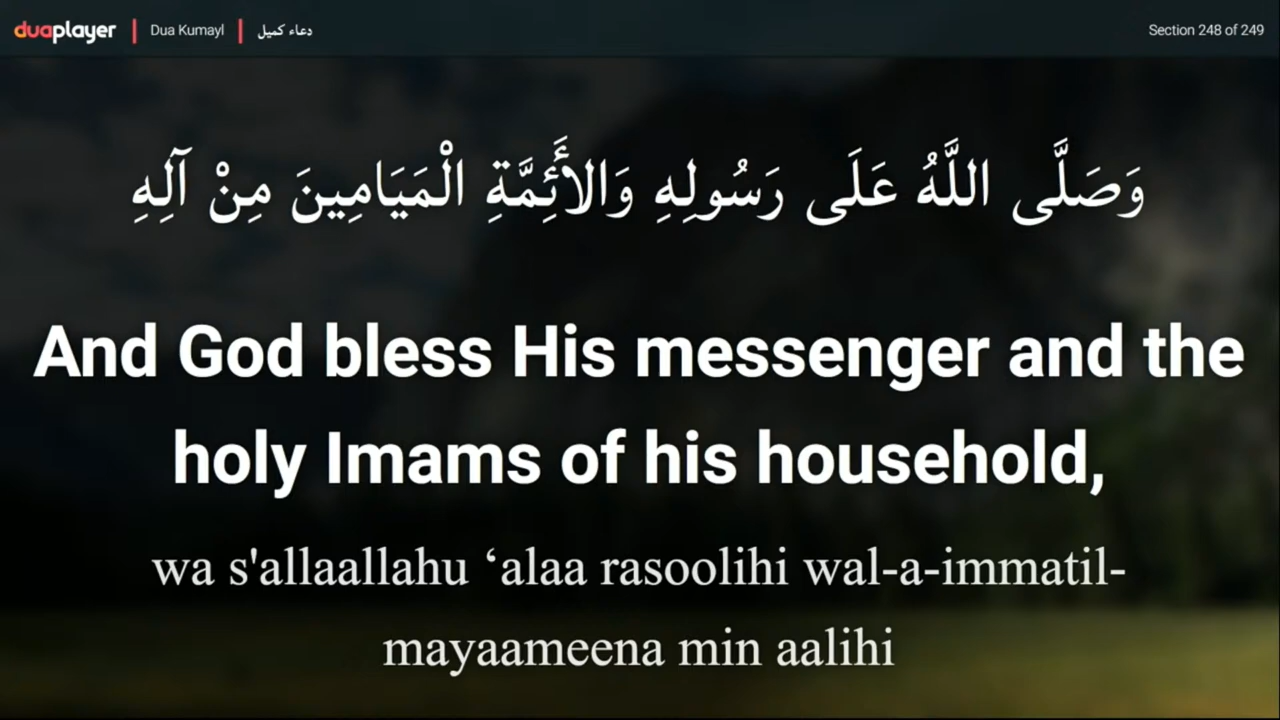 duaplayer | Dua Kumayl | دعاء كميل
Section 248 of 249
وَصَلَّى اللَّهُ عَلَى رَسُولِهِ وَالأَئِمَّةِ الْمَيَامِينَ مِنْ آلِهِ
And God bless His messenger and the
holy Imams of his household,
wa s'allaallahu ‘alaa rasoolihi wal-a-immatil-
mayaameena min aalihi